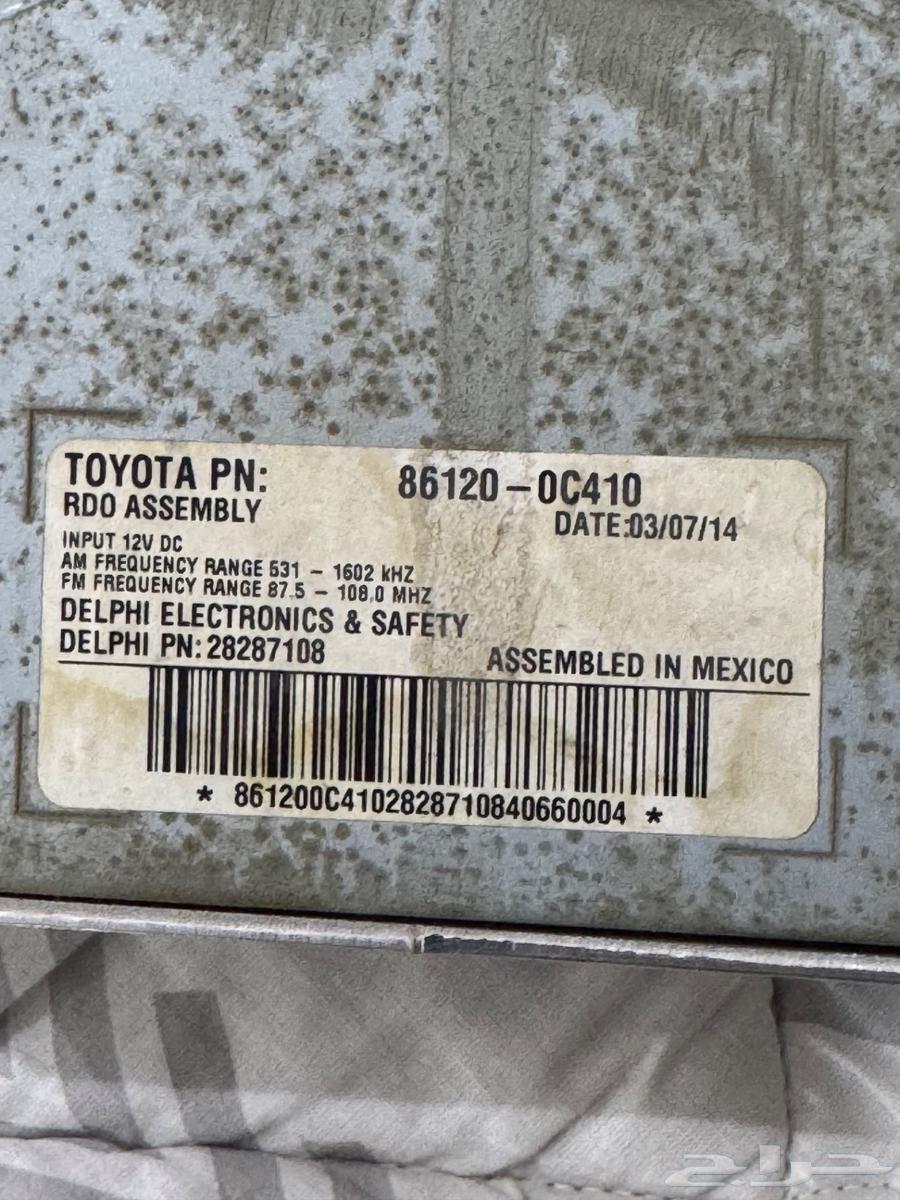 TOYOTA PN: 86120-0C410
RDO ASSEMBLY
DATE:03/07/14
INPUT 12V DC
AM FREQUENCY RANGE 531 - 1602 kHZ
FM FREQUENCY RANGE 87.5 - 108.0 MHZ
DELPHI ELECTRONICS & SAFETY
DELPHI PN: 28287108
ASSEMBLED IN MEXICO
* 861200C4102828710840660004 *
حراج